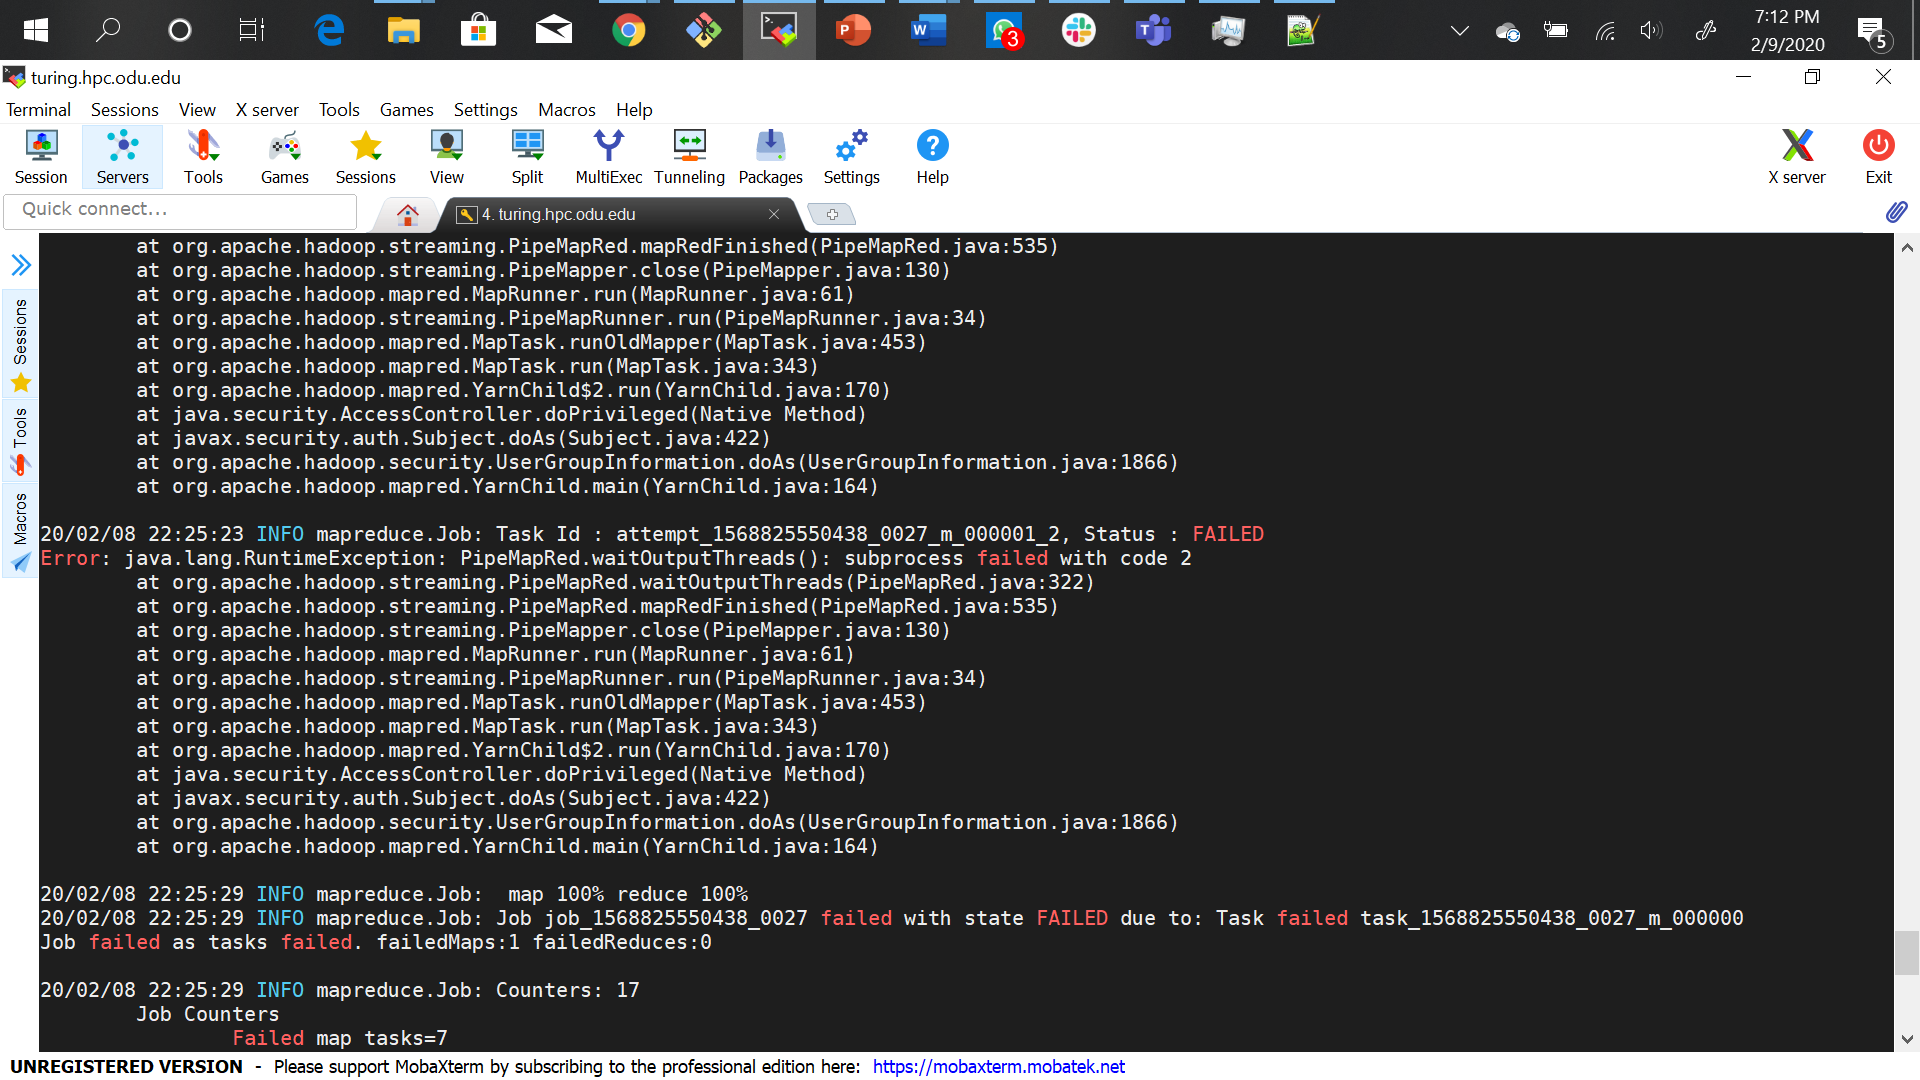 7:12 PM
2/9/2020
3
5
turing.hpc.odu.edu
Terminal Sessions View X server Tools Games Settings Macros Help
Session Servers Tools Games Sessions View Split MultiExec Tunneling Packages Settings Help X server Exit
Quick connect...
4. turing.hpc.odu.edu
Sessions
Tools
Macros
at org.apache.hadoop.streaming.PipeMapRed.mapRedFinished(PipeMapRed.java:535)
at org.apache.hadoop.streaming.PipeMapper.close(PipeMapper.java:130)
at org.apache.hadoop.mapred.MapRunner.run(MapRunner.java:61)
at org.apache.hadoop.streaming.PipeMapRunner.run(PipeMapRunner.java:34)
at org.apache.hadoop.mapred.MapTask.runOldMapper(MapTask.java:453)
at org.apache.hadoop.mapred.MapTask.run(MapTask.java:343)
at org.apache.hadoop.mapred.YarnChild$2.run(YarnChild.java:170)
at java.security.AccessController.doPrivileged(Native Method)
at javax.security.auth.Subject.doAs(Subject.java:422)
at org.apache.hadoop.security.UserGroupInformation.doAs(UserGroupInformation.java:1866)
at org.apache.hadoop.mapred.YarnChild.main(YarnChild.java:164)
20/02/08 22:25:23 INFO mapreduce.Job: Task Id : attempt_1568825550438_0027_m_000001_2, Status : FAILED
Error: java.lang.RuntimeException: PipeMapRed.waitOutputThreads(): subprocess failed with code 2
at org.apache.hadoop.streaming.PipeMapRed.waitOutputThreads(PipeMapRed.java:322)
at org.apache.hadoop.streaming.PipeMapRed.mapRedFinished(PipeMapRed.java:535)
at org.apache.hadoop.streaming.PipeMapper.close(PipeMapper.java:130)
at org.apache.hadoop.mapred.MapRunner.run(MapRunner.java:61)
at org.apache.hadoop.streaming.PipeMapRunner.run(PipeMapRunner.java:34)
at org.apache.hadoop.mapred.MapTask.runOldMapper(MapTask.java:453)
at org.apache.hadoop.mapred.MapTask.run(MapTask.java:343)
at org.apache.hadoop.mapred.YarnChild$2.run(YarnChild.java:170)
at java.security.AccessController.doPrivileged(Native Method)
at javax.security.auth.Subject.doAs(Subject.java:422)
at org.apache.hadoop.security.UserGroupInformation.doAs(UserGroupInformation.java:1866)
at org.apache.hadoop.mapred.YarnChild.main(YarnChild.java:164)
20/02/08 22:25:29 INFO mapreduce.Job:  map 100% reduce 100%
20/02/08 22:25:29 INFO mapreduce.Job: Job job_1568825550438_0027 failed with state FAILED due to: Task failed task_1568825550438_0027_m_000000
Job failed as tasks failed. failedMaps:1 failedReduces:0
20/02/08 22:25:29 INFO mapreduce.Job: Counters: 17
Job Counters
Failed map tasks=7
UNREGISTERED VERSION - Please support MobaXterm by subscribing to the professional edition here: https://mobaxterm.mobatek.net